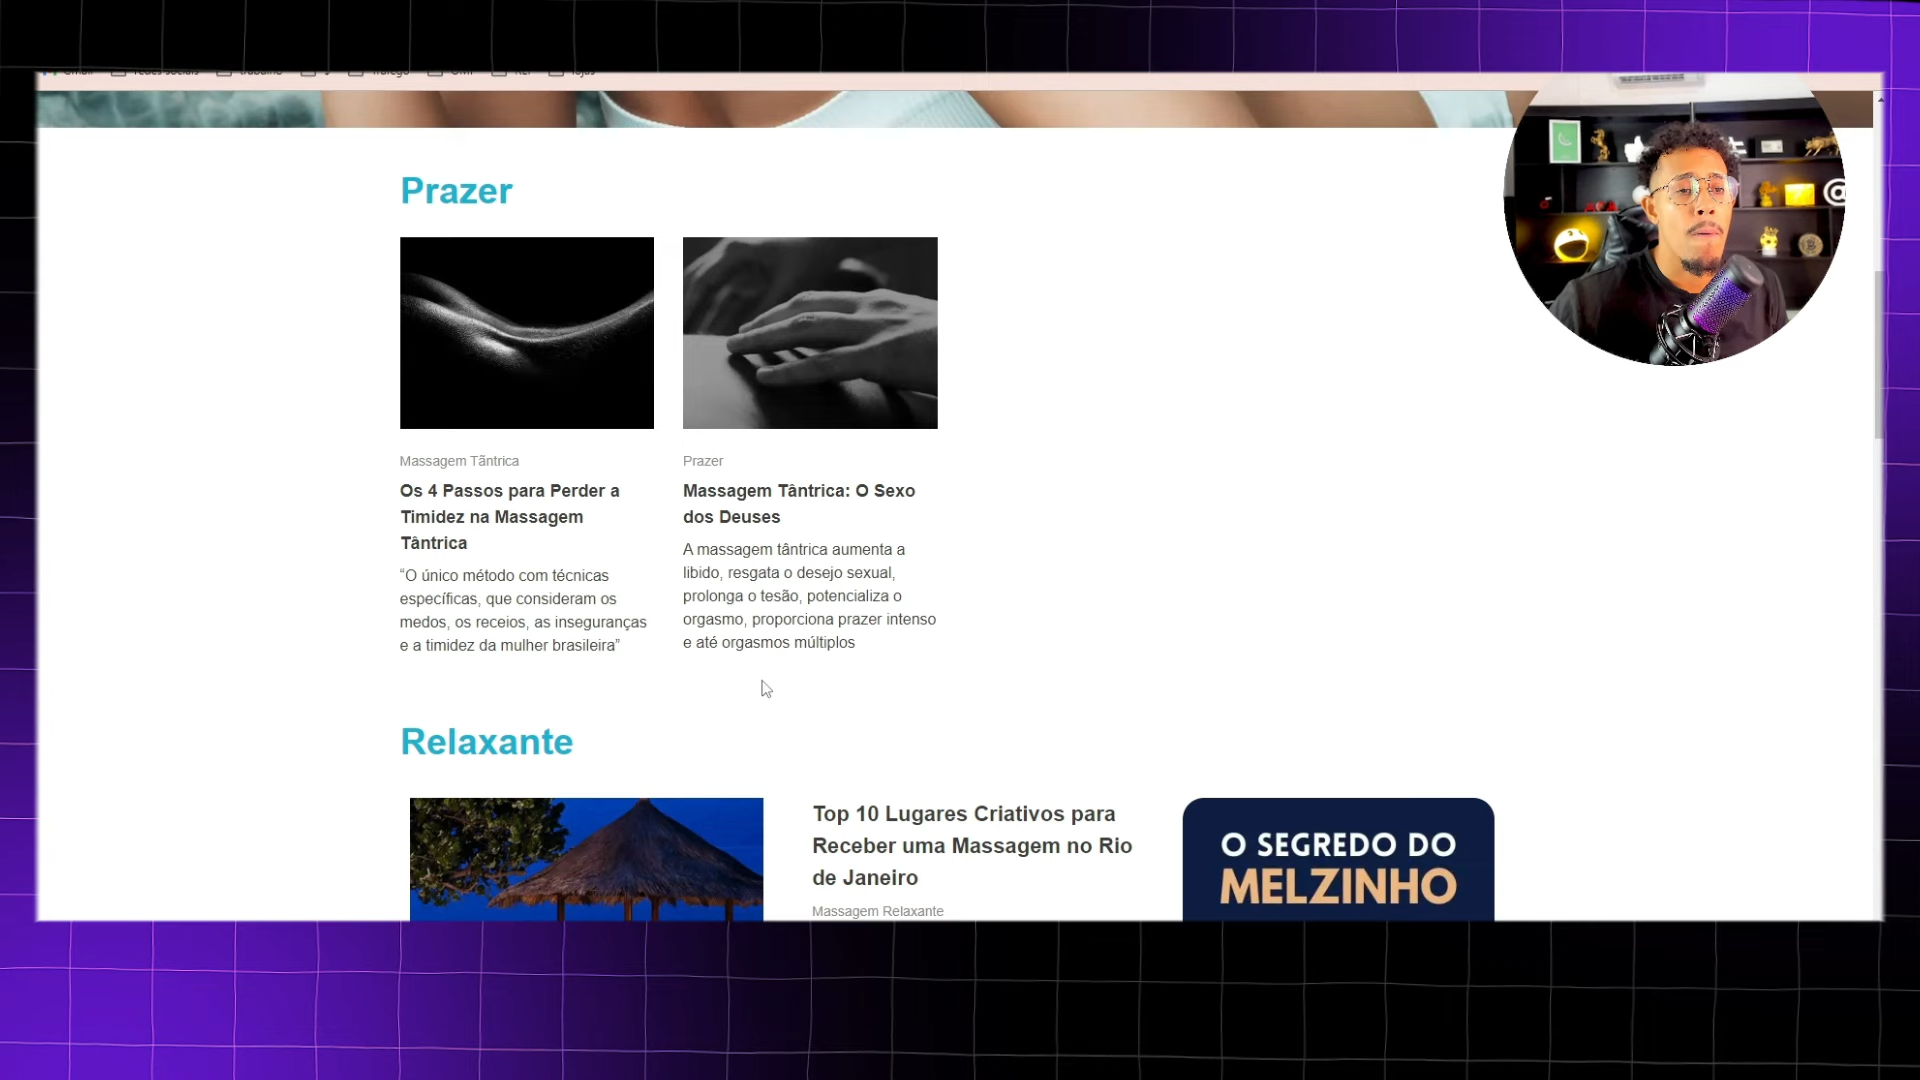 Prazer
Massagem Tãntrica
Os 4 Passos para Perder a
Timidez na Massagem
Tântrica
“O único método com técnicas
específicas, que consideram os
medos, os receios, as inseguranças
e a timidez da mulher brasileira”
Prazer
Massagem Tântrica: O Sexo
dos Deuses
A massagem tântrica aumenta a
libido, resgata o desejo sexual,
prolonga o tesão, potencializa o
orgasmo, proporciona prazer intenso
e até orgasmos múltiplos
Relaxante
Top 10 Lugares Criativos para
Receber uma Massagem no Rio
de Janeiro
Massagem Relaxante
O SEGREDO DO
MELZINHO